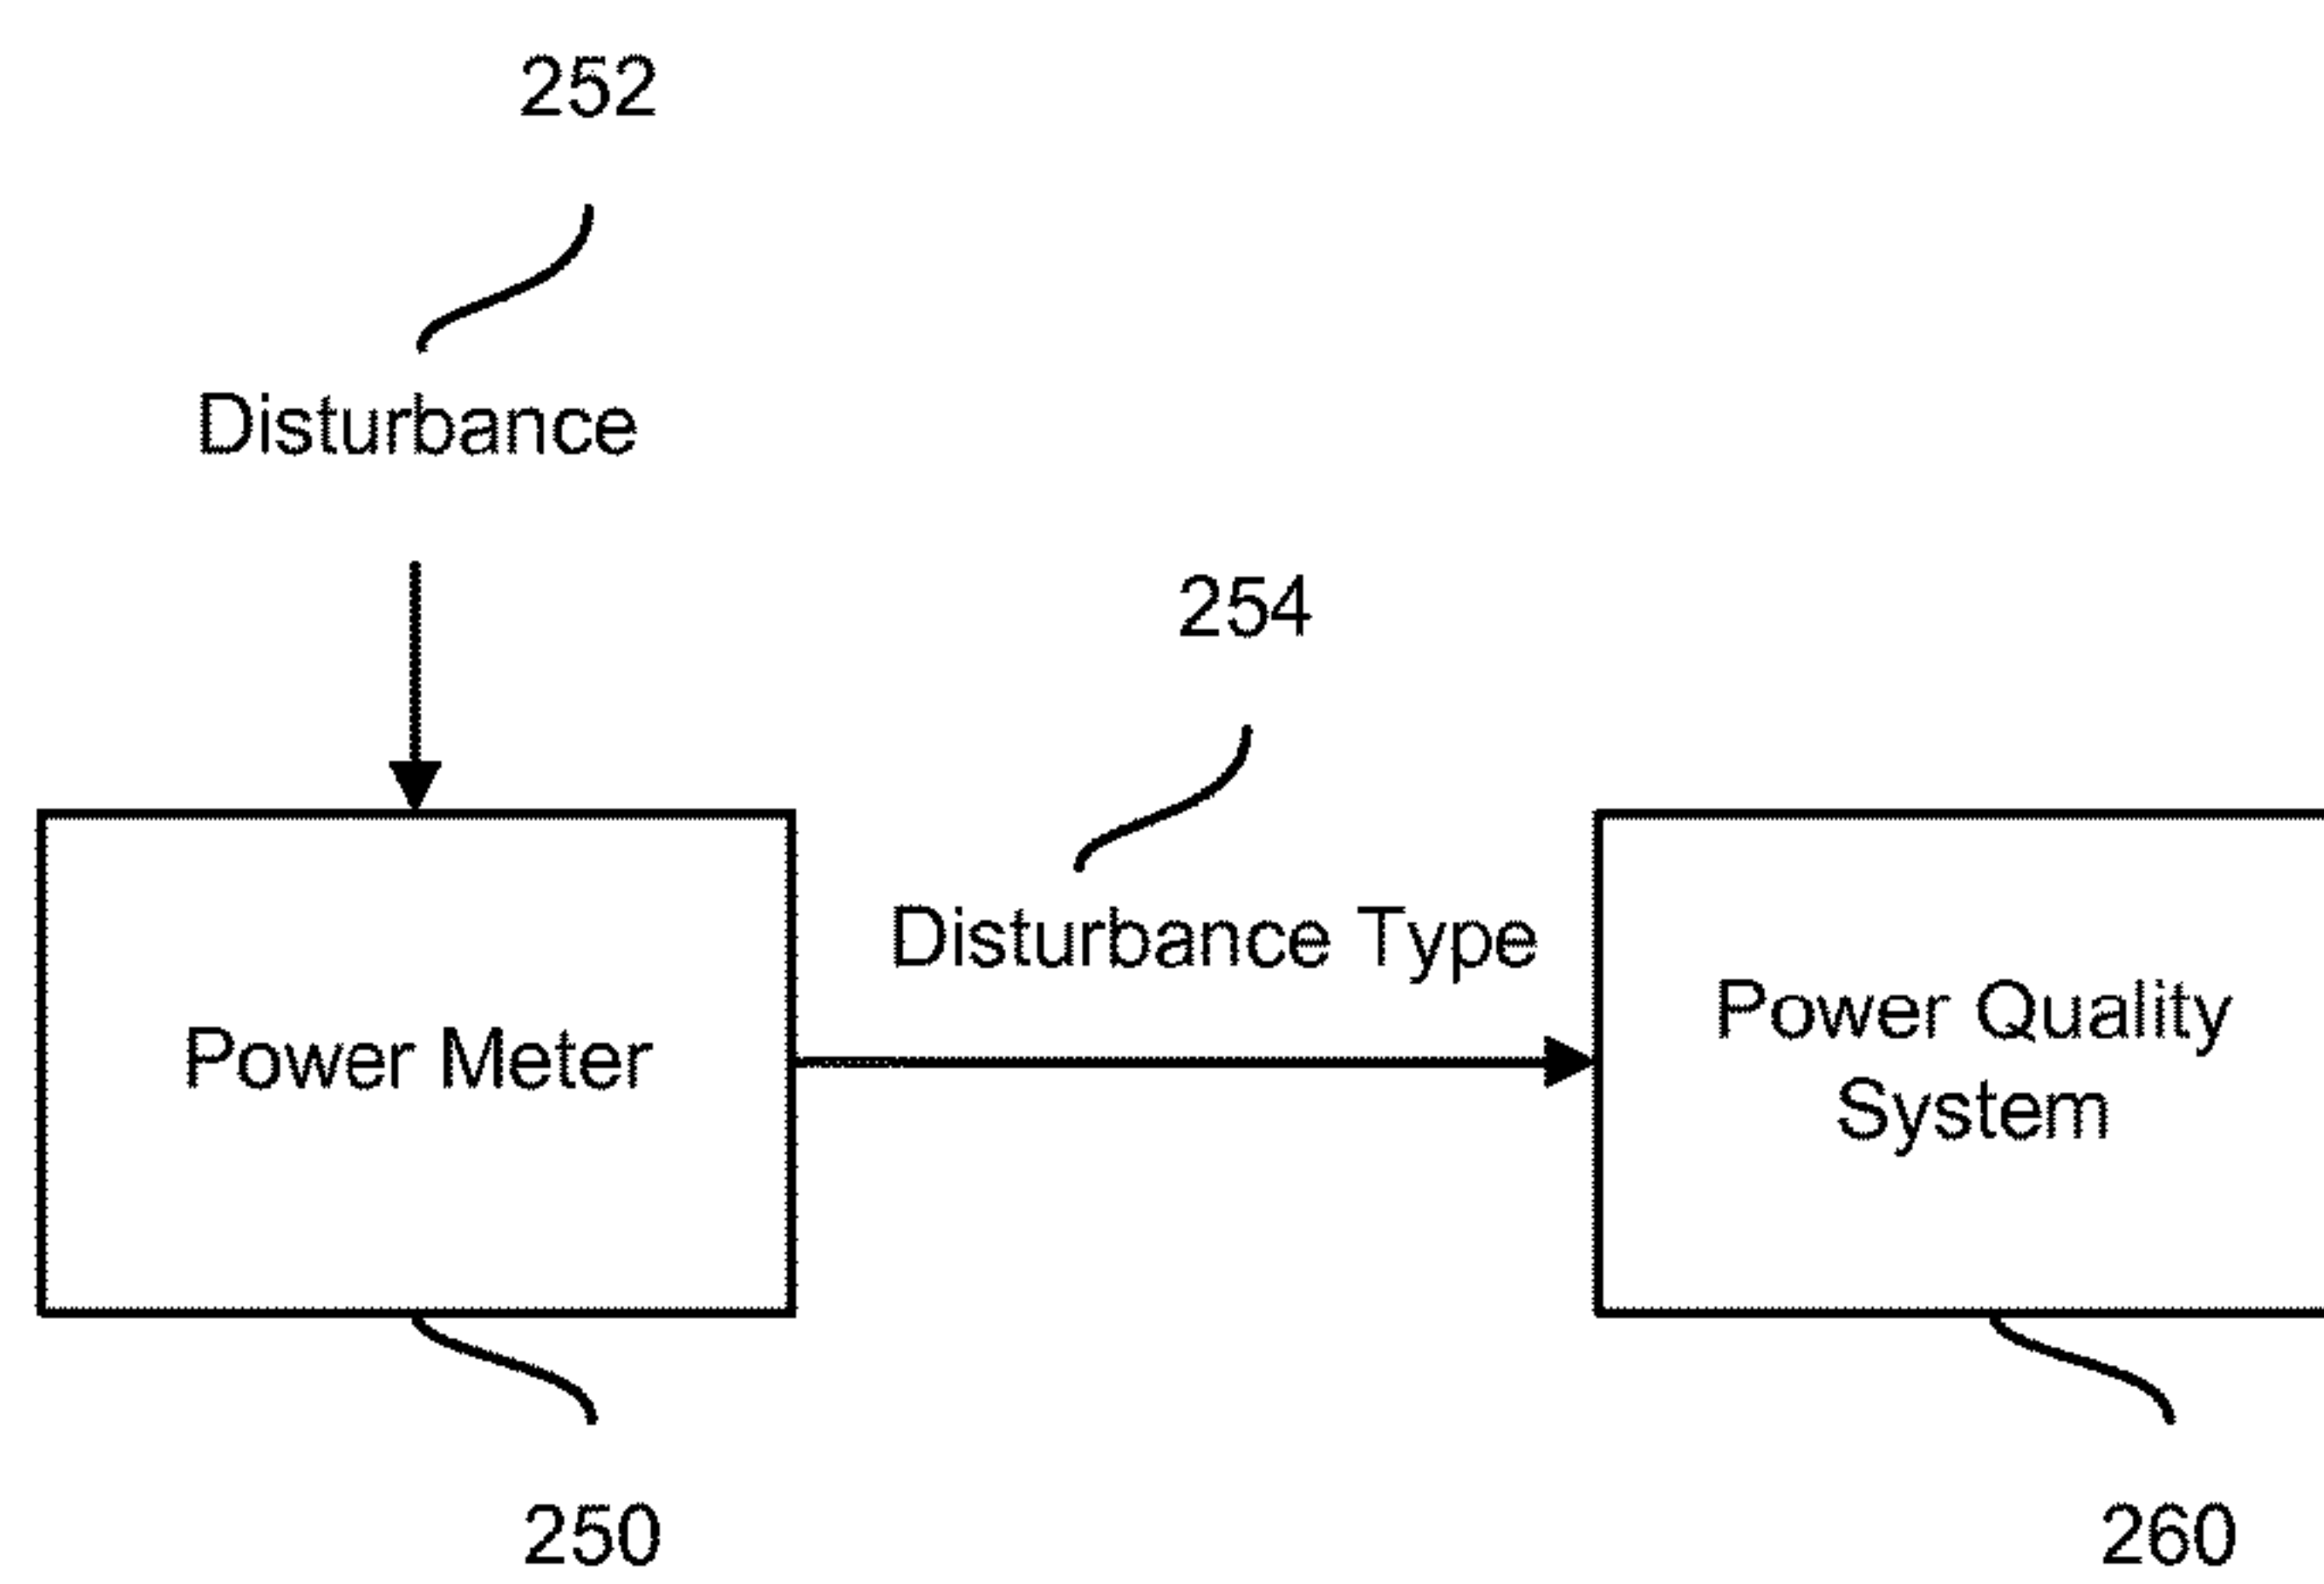 252
Disturbance
254
Disturbance Type
Power Meter
Power Quality
System
250
260